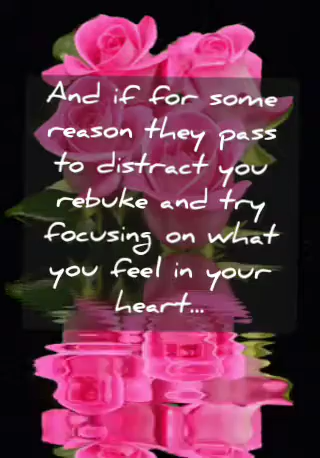 And if for some
reason they pass
to distract you
rebuke and try
focusing on what
you feel in your
heart...